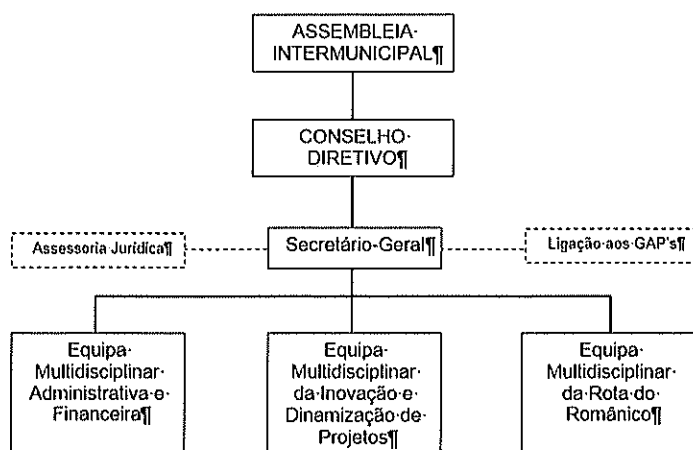 ASSEMBLEIA·
INTERMUNICIPAL¶
CONSELHO·
DIRETIVO¶
Assessoria·Jurídica¶
Secretário-Geral¶
Ligação·aos·GAP's¶
Equipa·
Multidisciplinar·
Administrativa·e·
Financeira¶
Equipa·
Multidisciplinar·
da·Inovação·e·
Dinamização·de·
Projetos¶
Equipa·
Multidisciplinar·
da·Rota·do·
Românico¶